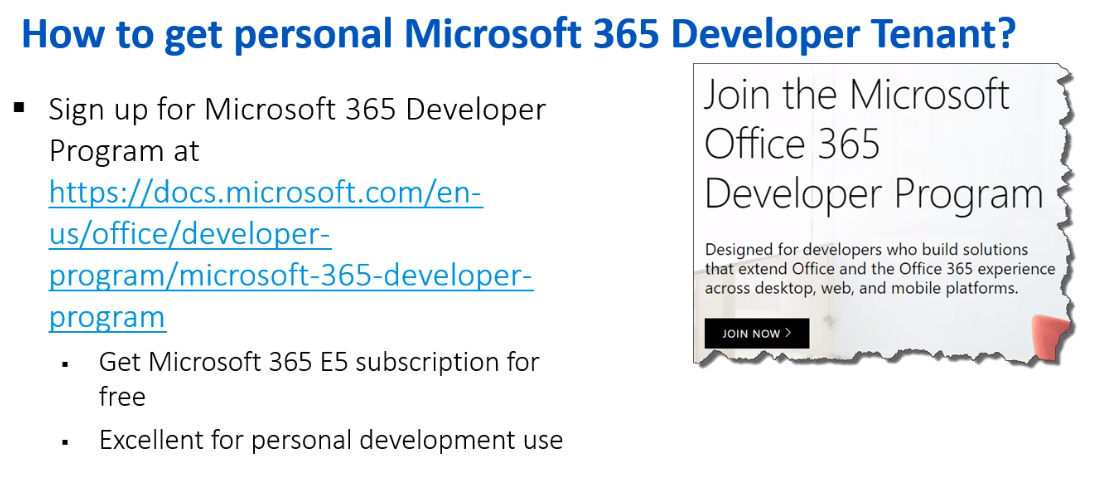 How to get personal Microsoft 365 Developer Tenant?
Sign up for Microsoft 365 Developer
Program at
https://docs.microsoft.com/en-
us/office/developer-
program/microsoft-365-developer-
program
Get Microsoft 365 E5 subscription for
free
Excellent for personal development use
Join the Microsoft
Office 365
Developer Program
Designed for developers who build solutions
that extend Office and the Office 365 experience
across desktop, web, and mobile platforms.
JOIN NOW >